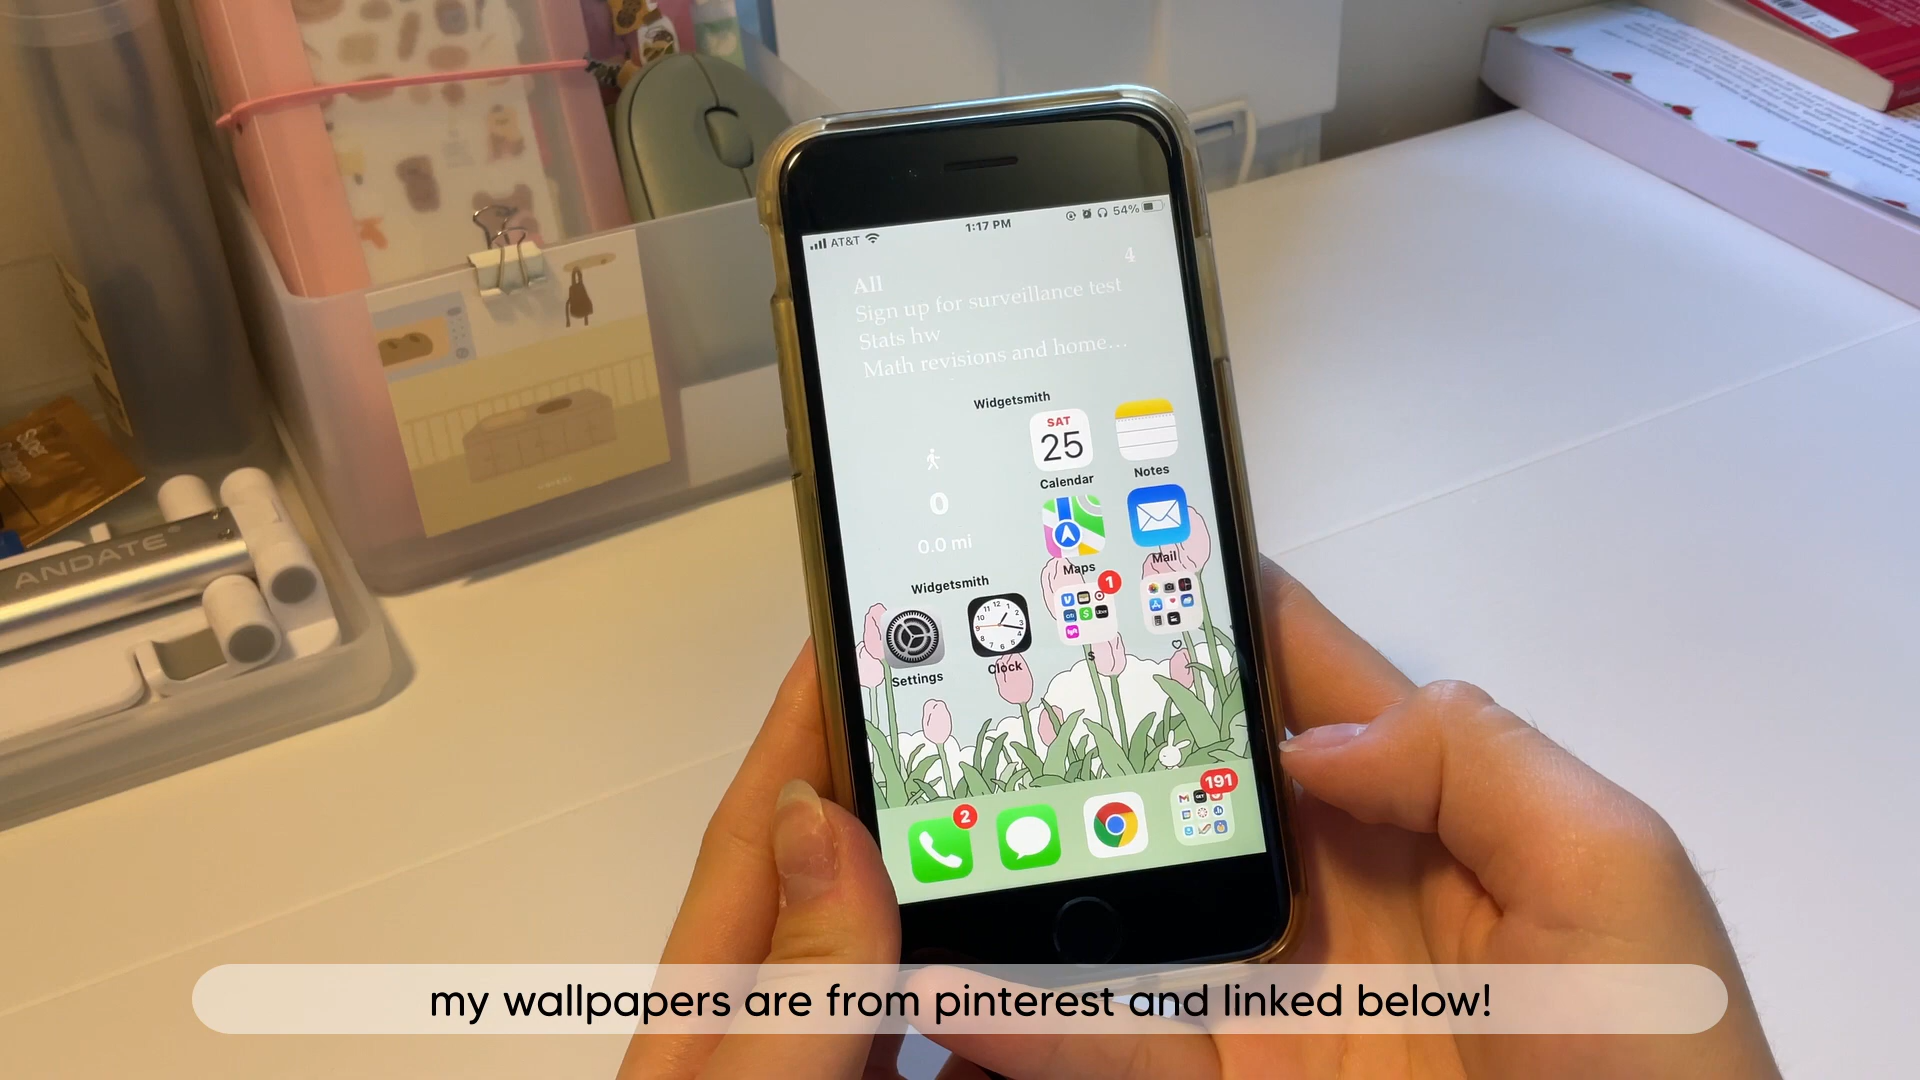 ANDATE
AT&T 1:17 PM 54%
All 4
Sign up for surveillance test
Stats hw
Math revisions and home...
Widgetsmith
0
0.0 mi
Widgetsmith
SAT
25
Calendar
Notes
Maps
Mail
Settings
Clock
1
$
2
191
my wallpapers are from pinterest and linked below!